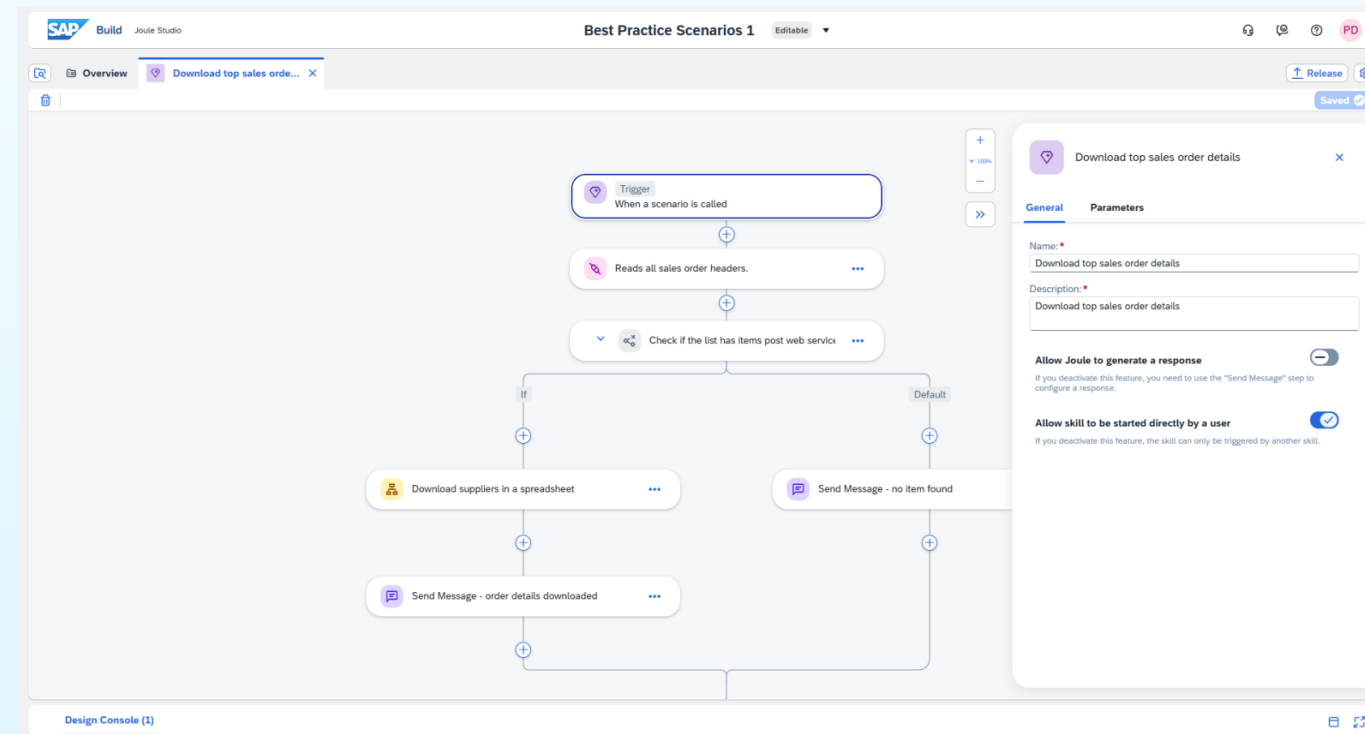 SAP Build Joule Studio
Best Practice Scenarios 1 Editable
PD
Overview
Download top sales orde...
Release
Saved
100%
Trigger
When a scenario is called
Reads all sales order headers.
Check if the list has items post web service
If
Default
Download suppliers in a spreadsheet
Send Message - no item found
Send Message - order details downloaded
Download top sales order details
General Parameters
Name:*
Download top sales order details
Description:*
Download top sales order details
Allow Joule to generate a response
If you deactivate this feature, you need to use the "Send Message" step to
configure a response.
Allow skill to be started directly by a user
If you deactivate this feature, the skill can only be triggered by another skill.
Design Console (1)